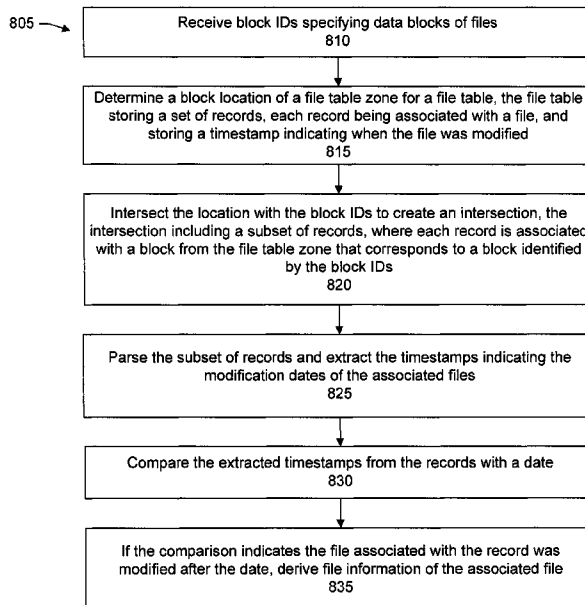 805
Receive block IDs specifying data blocks of files
810
Determine a block location of a file table zone for a file table, the file table
storing a set of records, each record being associated with a file, and
storing a timestamp indicating when the file was modified
815
Intersect the location with the block IDs to create an intersection, the
intersection including a subset of records, where each record is associated
with a block from the file table zone that corresponds to a block identified
by the block IDs
820
Parse the subset of records and extract the timestamps indicating the
modification dates of the associated files
825
Compare the extracted timestamps from the records with a date
830
If the comparison indicates the file associated with the record was
modified after the date, derive file information of the associated file
835